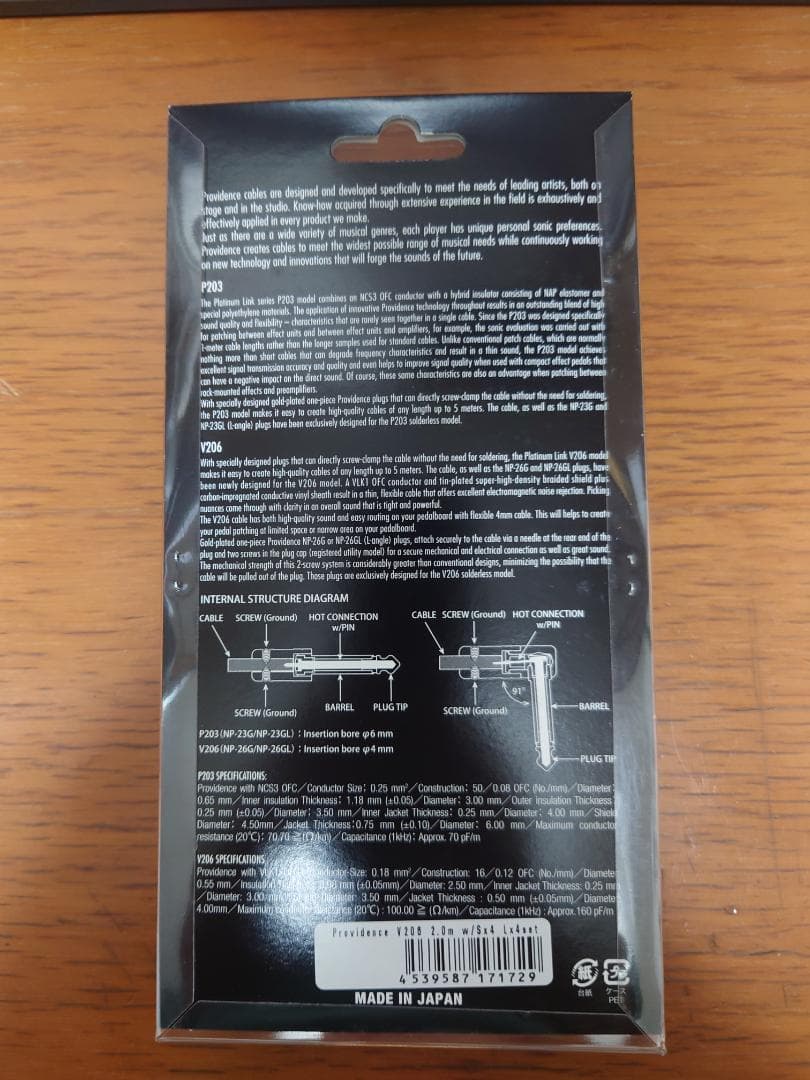 Providence cables are designed and developed specifically to meet the needs of leading artists, both on
stage and in the studio. Know-how acquired through extensive experience in the field is exhaustively and
effectively applied in every product we make.
Just as there are a wide variety of musical genres, each player has unique personal sonic preferences.
Providence creates cables to meet the widest possible range of musical needs while continuously working
on new technology and innovations that will forge the sounds of the future.
P203
The Platinum Link series P203 model combines an NCS3 OFC conductor with a hybrid insulator consisting of NAP elastomer and
special polyethylene materials. The application of innovative Providence technology throughout results in an outstanding blend of high
sound quality and flexibility – characteristics that are rarely seen together in a single cable. Since the P203 was designed specifically
for patching between effect units and between effect units and amplifiers, for example, the sonic evaluation was carried out with
1-meter cable lengths rather than the longer samples used for standard cables. Unlike conventional patch cables, which are normally
nothing more than short cables that can degrade frequency characteristics and result in a thin sound, the P203 model achieves
excellent signal transmission accuracy and quality and even helps to improve signal quality when used with compact effect pedals that
can have a negative impact on the direct sound. Of course, these same characteristics are also an advantage when patching between
rack-mounted effects and preamplifiers.
With specially designed gold-plated one-piece Providence plugs that can directly screw-clamp the cable without the need for soldering,
the P203 model makes it easy to create high-quality cables of any length up to 5 meters. The cable, as well as the NP-23G and
NP-23GL (L-angle) plugs have been exclusively designed for the P203 solderless model.
V206
With specially designed plugs that can directly screw-clamp the cable without the need for soldering, the Platinum Link V206 model
makes it easy to create high-quality cables of any length up to 5 meters. The cable, as well as the NP-26G and NP-26GL plugs, have
been newly designed for the V206 model. A VLK1 OFC conductor and tin-plated super-high-density braided shield plus
carbon-impregnated conductive vinyl sheath result in a thin, flexible cable that offers excellent electromagnetic noise rejection. Picking
nuances come through with clarity in an overall sound that is tight and powerful.
The V206 cable has both high-quality sound and easy routing on your pedalboard with flexible 4mm cable. This will helps to create
your pedal patching at limited space or narrow area on your pedalboard.
Gold-plated one-piece Providence NP-26G or NP-26GL (L-angle) plugs, attach securely to the cable via a needle at the rear end of the
plug and two screws in the plug cap (registered utility model) for a secure mechanical and electrical connection as well as great sound.
The mechanical strength of this 2-screw system is considerably greater than conventional designs, minimizing the possibility that the
cable will be pulled out of the plug. Those plugs are exclusively designed for the V206 solderless model.
INTERNAL STRUCTURE DIAGRAM
CABLE SCREW (Ground) HOT CONNECTION w/PIN
SCREW (Ground) BARREL PLUG TIP
CABLE SCREW (Ground) HOT CONNECTION w/PIN
91°
SCREW (Ground) BARREL
PLUG TIP
P203 (NP-23G/NP-23GL) : Insertion bore φ6 mm
V206 (NP-26G/NP-26GL) : Insertion bore φ4 mm
P203 SPECIFICATIONS:
Providence with NCS3 OFC／Conductor Size: 0.25 mm²／Construction: 50／0.08 OFC (No./mm)／Diameter:
0.65 mm／Inner insulation Thickness: 1.18 mm (±0.05)／Diameter: 3.00 mm／Outer insulation Thickness:
0.25 mm (±0.05)／Diameter: 3.50 mm／Inner Jacket Thickness: 0.25 mm／Diameter: 4.00 mm／Shield
Diameter: 4.50mm／Jacket Thickness:0.75 mm (±0.10)／Diameter: 6.00 mm／Maximum conductor
resistance (20℃): 70.70 ≧(Ω/km)／Capacitance (1kHz): Approx. 70 pF/m
V206 SPECIFICATIONS
Providence with OFC Conductor Size: 0.18 mm²／Construction: 16／0.12 OFC (No./mm)／Diameter
0.55 mm／Insulation mm (±0.05mm)／Diameter: 2.50 mm／Inner Jacket Thickness: 0.25 mm
／Diameter: 3.00 Diameter: 3.50 mm／Jacket Thickness : 0.50 mm (±0.05mm)／Diameter:
4.00mm／Maximum resistance (20℃) : 100.00 ≧ (Ω/km)／Capacitance (1kHz) : Approx.160 pF/m
Providence V206 2.0m w/Sx4 Lx4set
4 539587 171729
MADE IN JAPAN
紙 プラ
台紙 ケース
PET